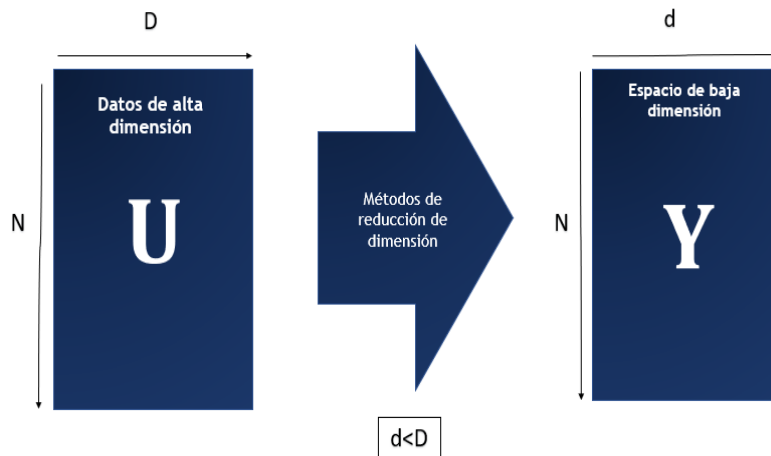 D
Datos de alta
dimensión
N
U
Métodos de
reducción de
dimensión
d<D
d
Espacio de baja
dimensión
N
Y